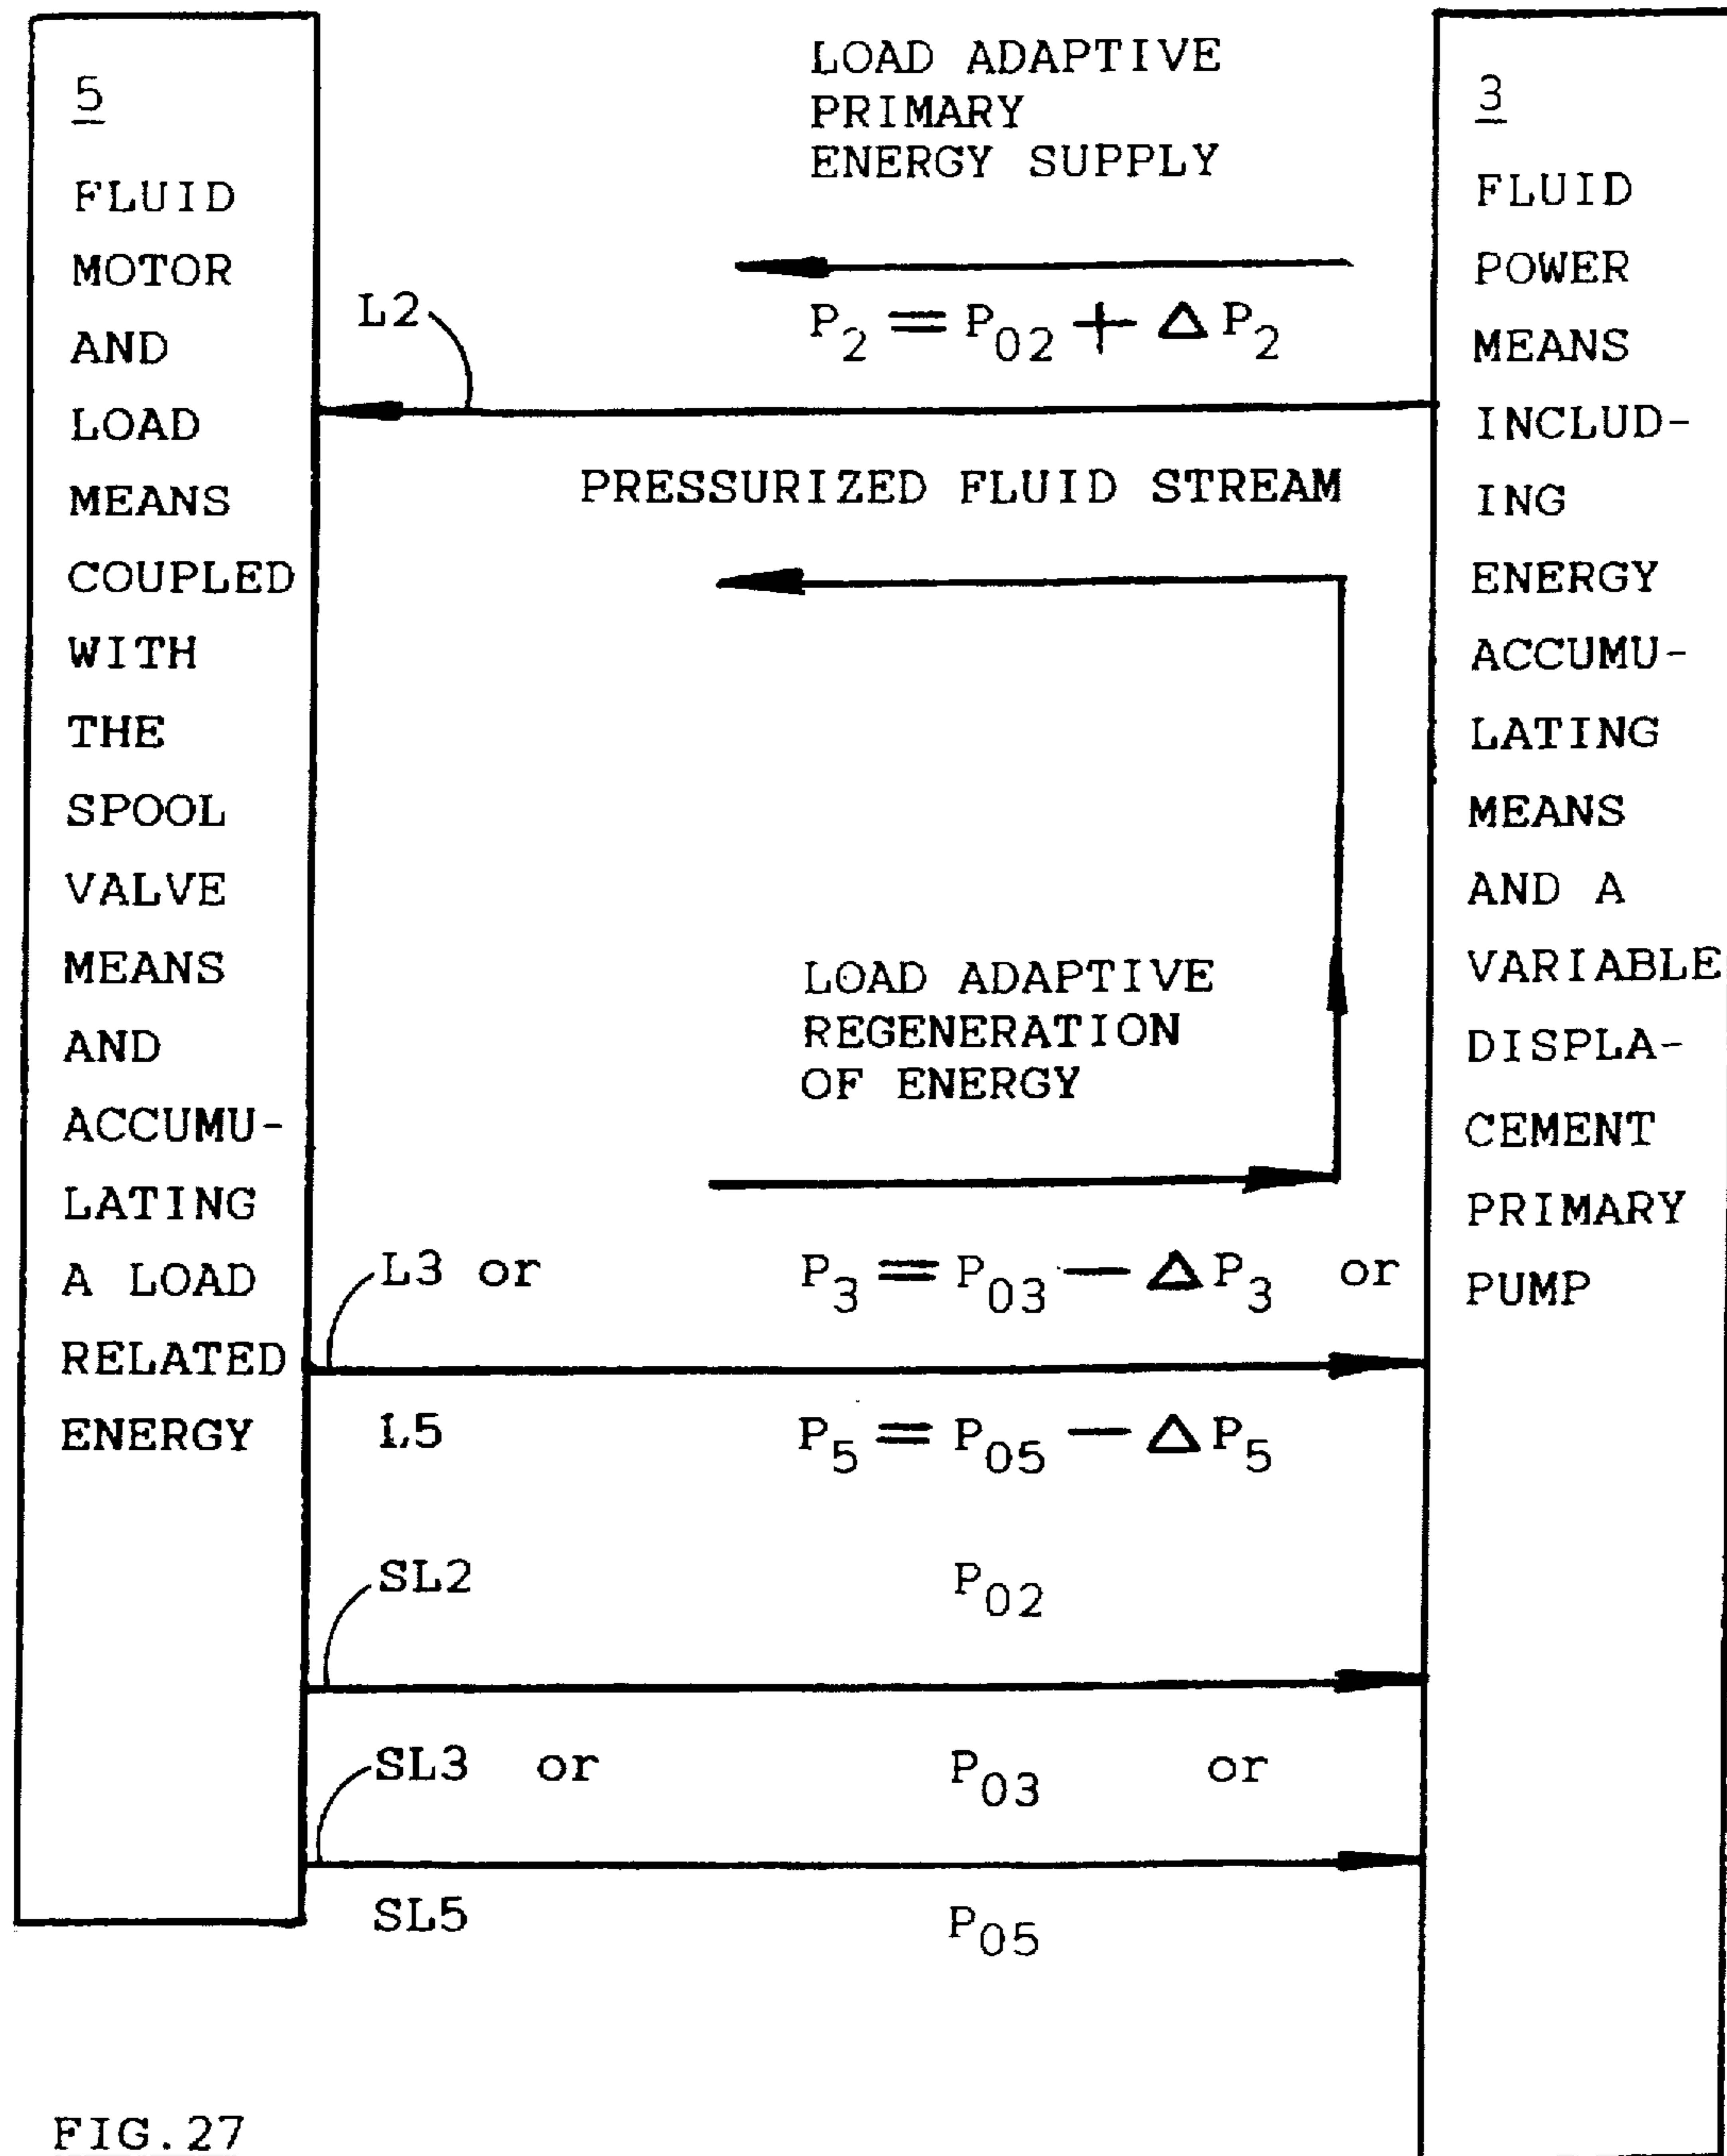 5
FLUID
MOTOR
AND
LOAD
MEANS
COUPLED
WITH
THE
SPOOL
VALVE
MEANS
AND
ACCUMU-
LATING
A LOAD
RELATED
ENERGY
LOAD ADAPTIVE
PRIMARY
ENERGY SUPPLY
P₂ = P₀₂ + Δ P₂
L2
PRESSURIZED FLUID STREAM
LOAD ADAPTIVE
REGENERATION
OF ENERGY
L3 or
P₃ = P₀₃ — Δ P₃ or
L5
P₅ = P₀₅ — Δ P₅
SL2
P₀₂
SL3 or
P₀₃ or
SL5
P₀₅
3
FLUID
POWER
MEANS
INCLUD-
ING
ENERGY
ACCUMU-
LATING
MEANS
AND A
VARIABLE
DISPLA-
CEMENT
PRIMARY
PUMP
FIG.27